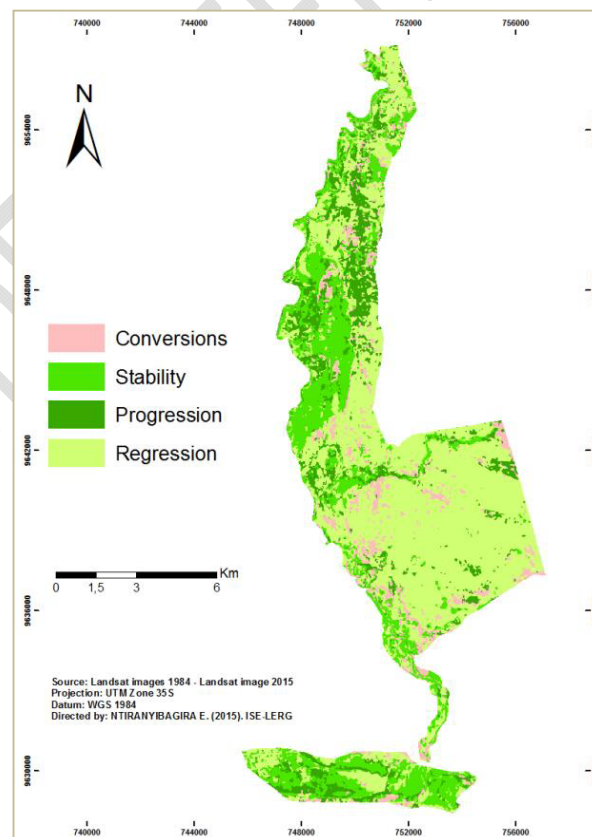 740000 744000 748000 752000 756000
N
9654000
9648000
Conversions
Stability
Progression
Regression
9642000
Km
0 1,5 3 6
9636000
Source: Landsat images 1984 - Landsat image 2015
Projection: UTM Zone 35S
Datum: WGS 1984
Directed by: NTIRANYIBAGIRA E. (2015). ISE-LERG
9630000
740000 744000 748000 752000 756000